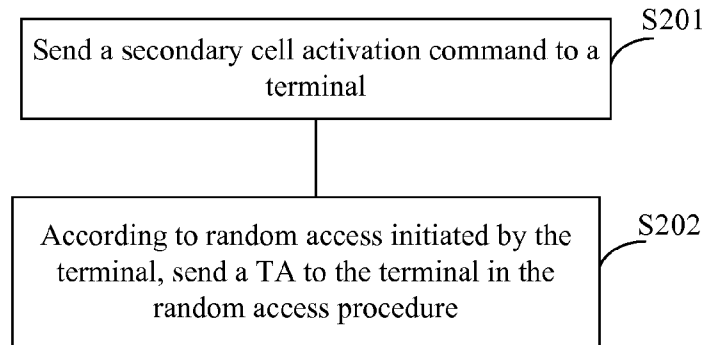 S201
Send a secondary cell activation command to a
terminal
S202
According to random access initiated by the
terminal, send a TA to the terminal in the
random access procedure